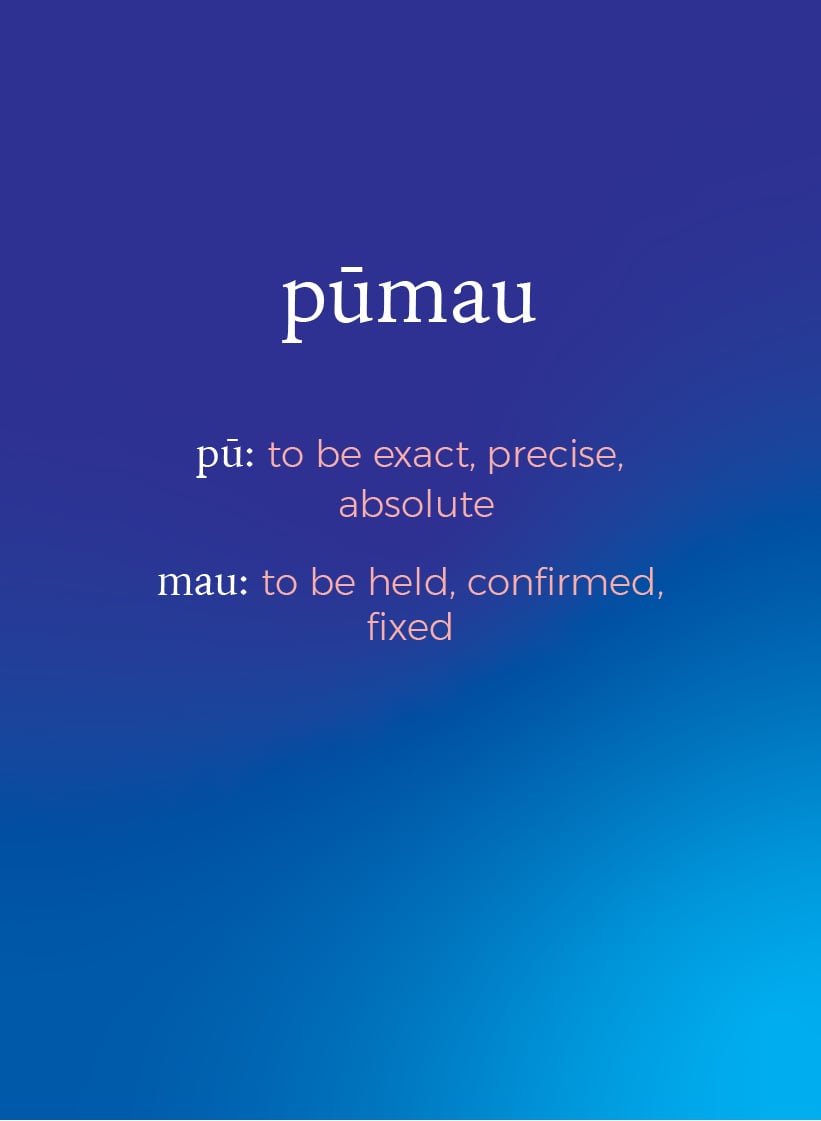 pūmau
pū: to be exact, precise,
absolute
mau: to be held, confirmed,
fixed